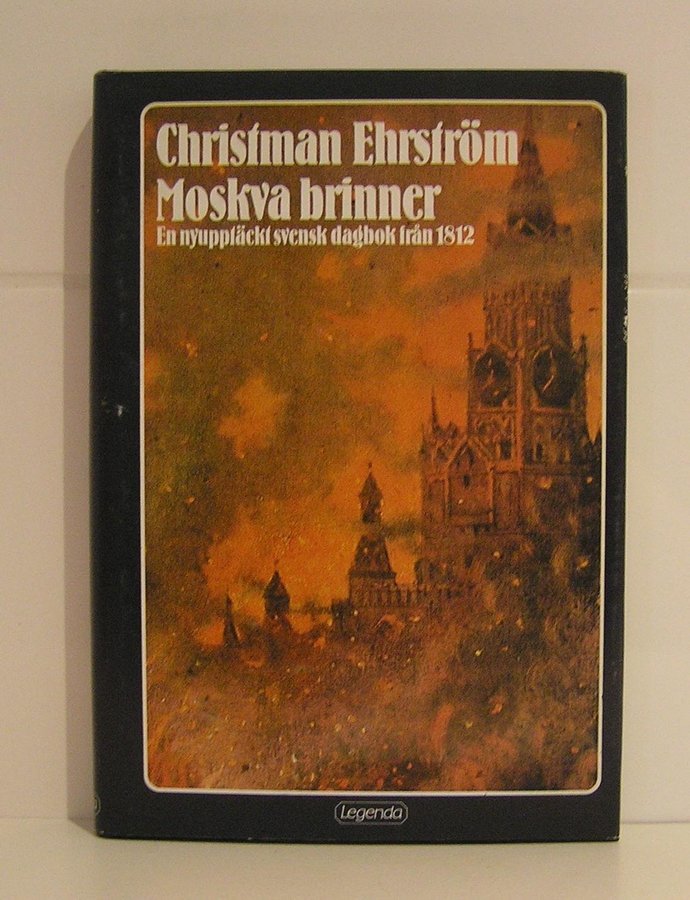 Christman Ehrström
Moskva brinner
En nyupptäckt svensk dagbok från 1812
Legenda